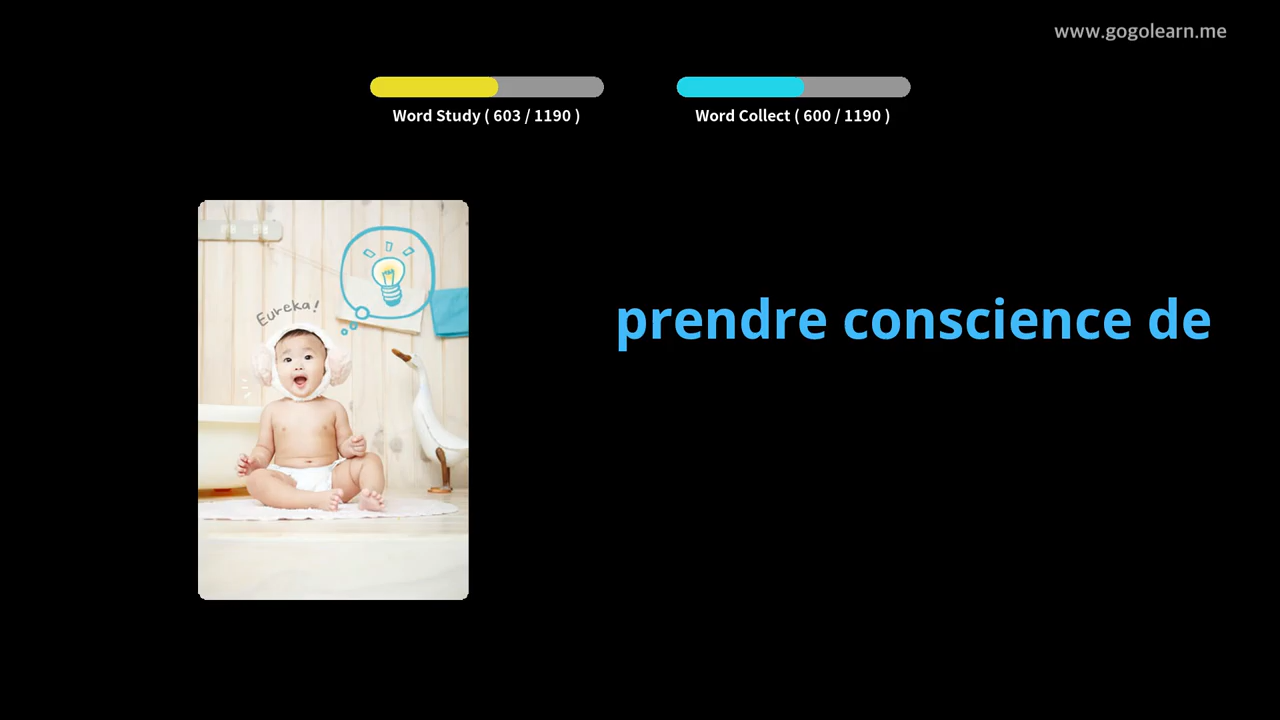 www.gogolearn.me
Word Study ( 603 / 1190 )
Word Collect ( 600 / 1190 )
Eureka!
prendre conscience de